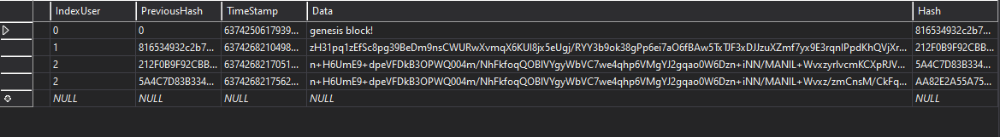 IndexUser PreviousHash TimeStamp Data Hash
0 0 6374250617939... genesis block! 816534932c2b7...
1 816534932c2b7... 6374268210498... zH31pq1zEfSc8pg39BeDm9nsCWURwXvmqX6KUI8jx5eUgj/RYY3b9ok38gPp6ei7aO6fBAw5TxTJF3xDJJzuXZmf7yx9E3rqnIPpdKhQVjXr... 212F0B9F92CBB...
2 212F0B9F92CBB... 6374268217051... n+H6UmE9+dpeVFDkB3OPWQ004m/NhFkfoqQOBIVYgyWbVC7we4qhp6VMgYJ2gqao0W6Dzn+iNN/MANIL+WvxzyrIvcmKCXpRJV... 5A4C7D83B334...
2 5A4C7D83B334... 6374268217562... n+H6UmE9+dpeVFDkB3OPWQ004m/NhFkfoqQOBIVYgyWbVC7we4qhp6VMgYJ2gqao0W6Dzn+iNN/MANIL+Wvxz/zmCnsM/CkFq... AA82E2A55A75...
NULL NULL NULL NULL NULL